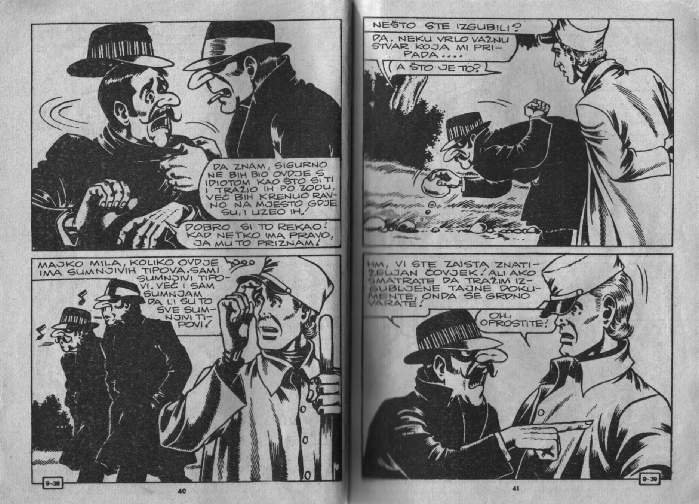 DA ZNAM, SIGURNO
NE BIH BIO OVDJE S
IDIOTOM KAO ŠTO SI TI
I TRAŽIO IH PO ZOOU,
VEĆ BIH KRENUO RAV-
NO NA MJESTO GDJE
SU, I UZEO IH!
DOBRO SI TO REKAO!
KAD NETKO IMA PRAVO,
JA MU TO PRIZNAM!
MAJKO MILA, KOLIKO OVDJE
IMA SUMNJIVIH TIPOVA. SAMI
SUMNJIVI TIPO-
VI. VEĆ I SAM
SUMNJAM
DA LI SU TO
SVE SUM-
NJIVI TI-
POVI!
9-38
40
NEŠTO STE IZGUBILI?
DA. NEKU VRLO VAŽNU
STVAR KOJA MI PRI-
PADA....
A ŠTO JE TO?
HM, VI STE ZAISTA ZNATI-
ŽELJAN ČOVJEK! ALI AKO
SMATRATE DA TRAŽIM IZ-
GUBLJENE TAJNE DOKU-
MENTE, ONDA SE GRDNO
VARATE!
OH,
OPROSTITE!
9-39
41